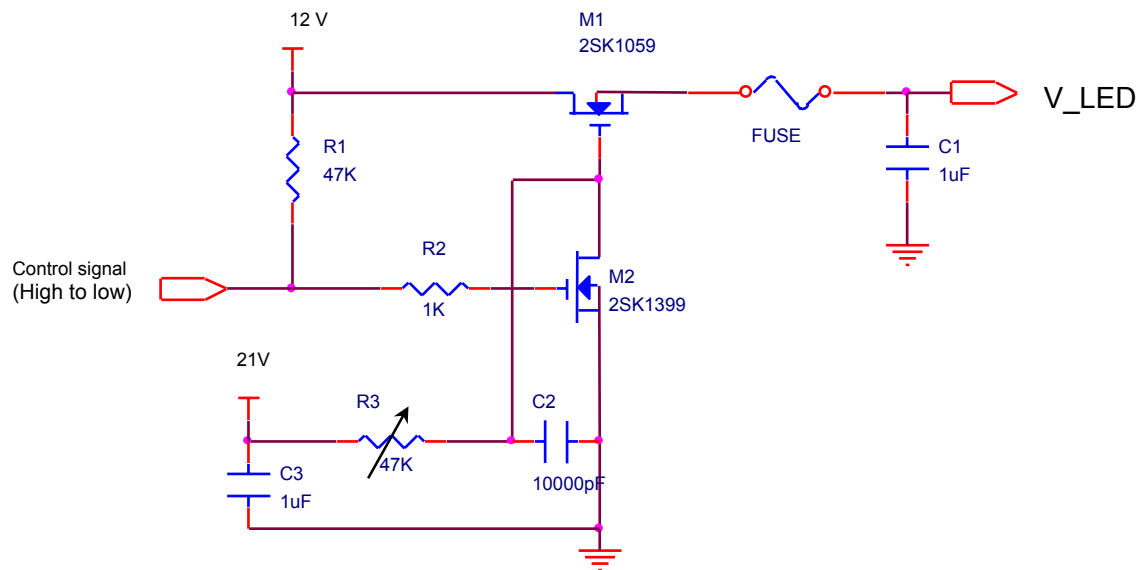 12 V
M1
2SK1059
R1
47K
FUSE
C1
1uF
V_LED
Control signal
(High to low)
R2
1K
M2
2SK1399
21V
R3
47K
C2
10000pF
C3
1uF